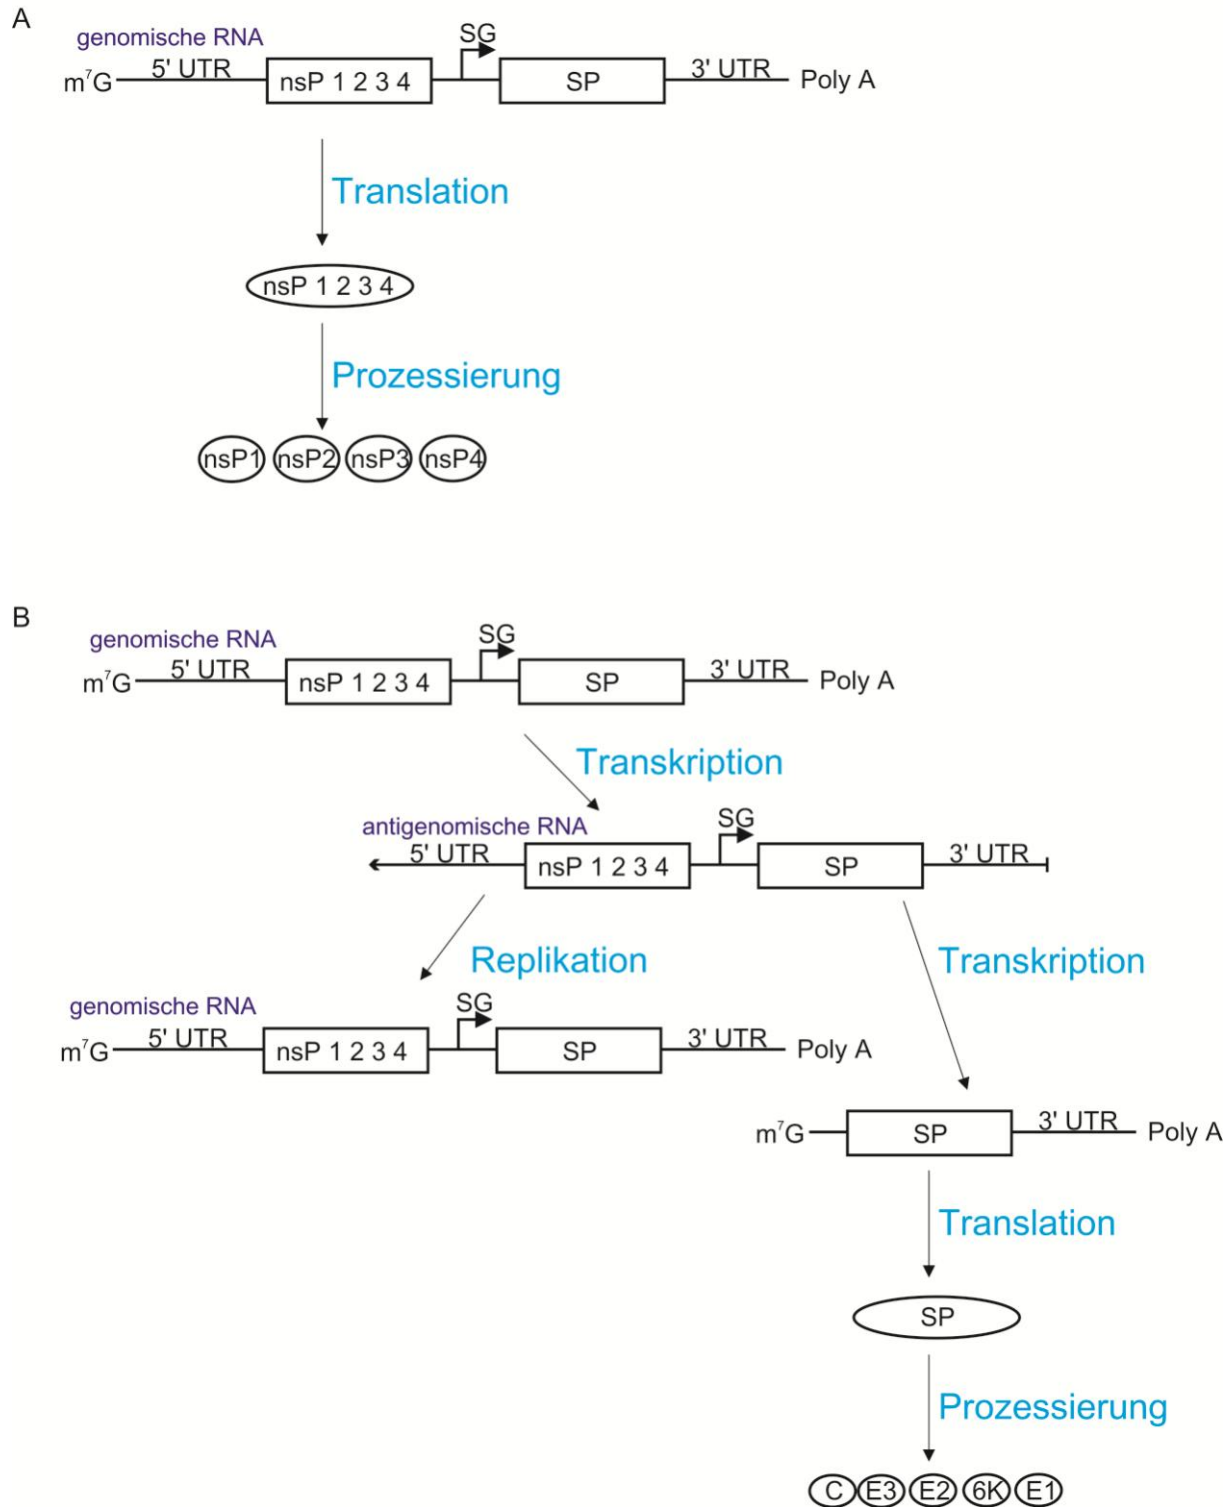 A
genomische RNA
SG
m⁷G 5' UTR nsP 1 2 3 4 SP 3' UTR Poly A
Translation
nsP 1 2 3 4
Prozessierung
nsP1 nsP2 nsP3 nsP4
B
genomische RNA
SG
m⁷G 5' UTR nsP 1 2 3 4 SP 3' UTR Poly A
Transkription
antigenomische RNA
SG
5' UTR nsP 1 2 3 4 SP 3' UTR
Replikation Transkription
genomische RNA
SG
m⁷G 5' UTR nsP 1 2 3 4 SP 3' UTR Poly A
m⁷G SP 3' UTR Poly A
Translation
SP
Prozessierung
C E3 E2 6K E1